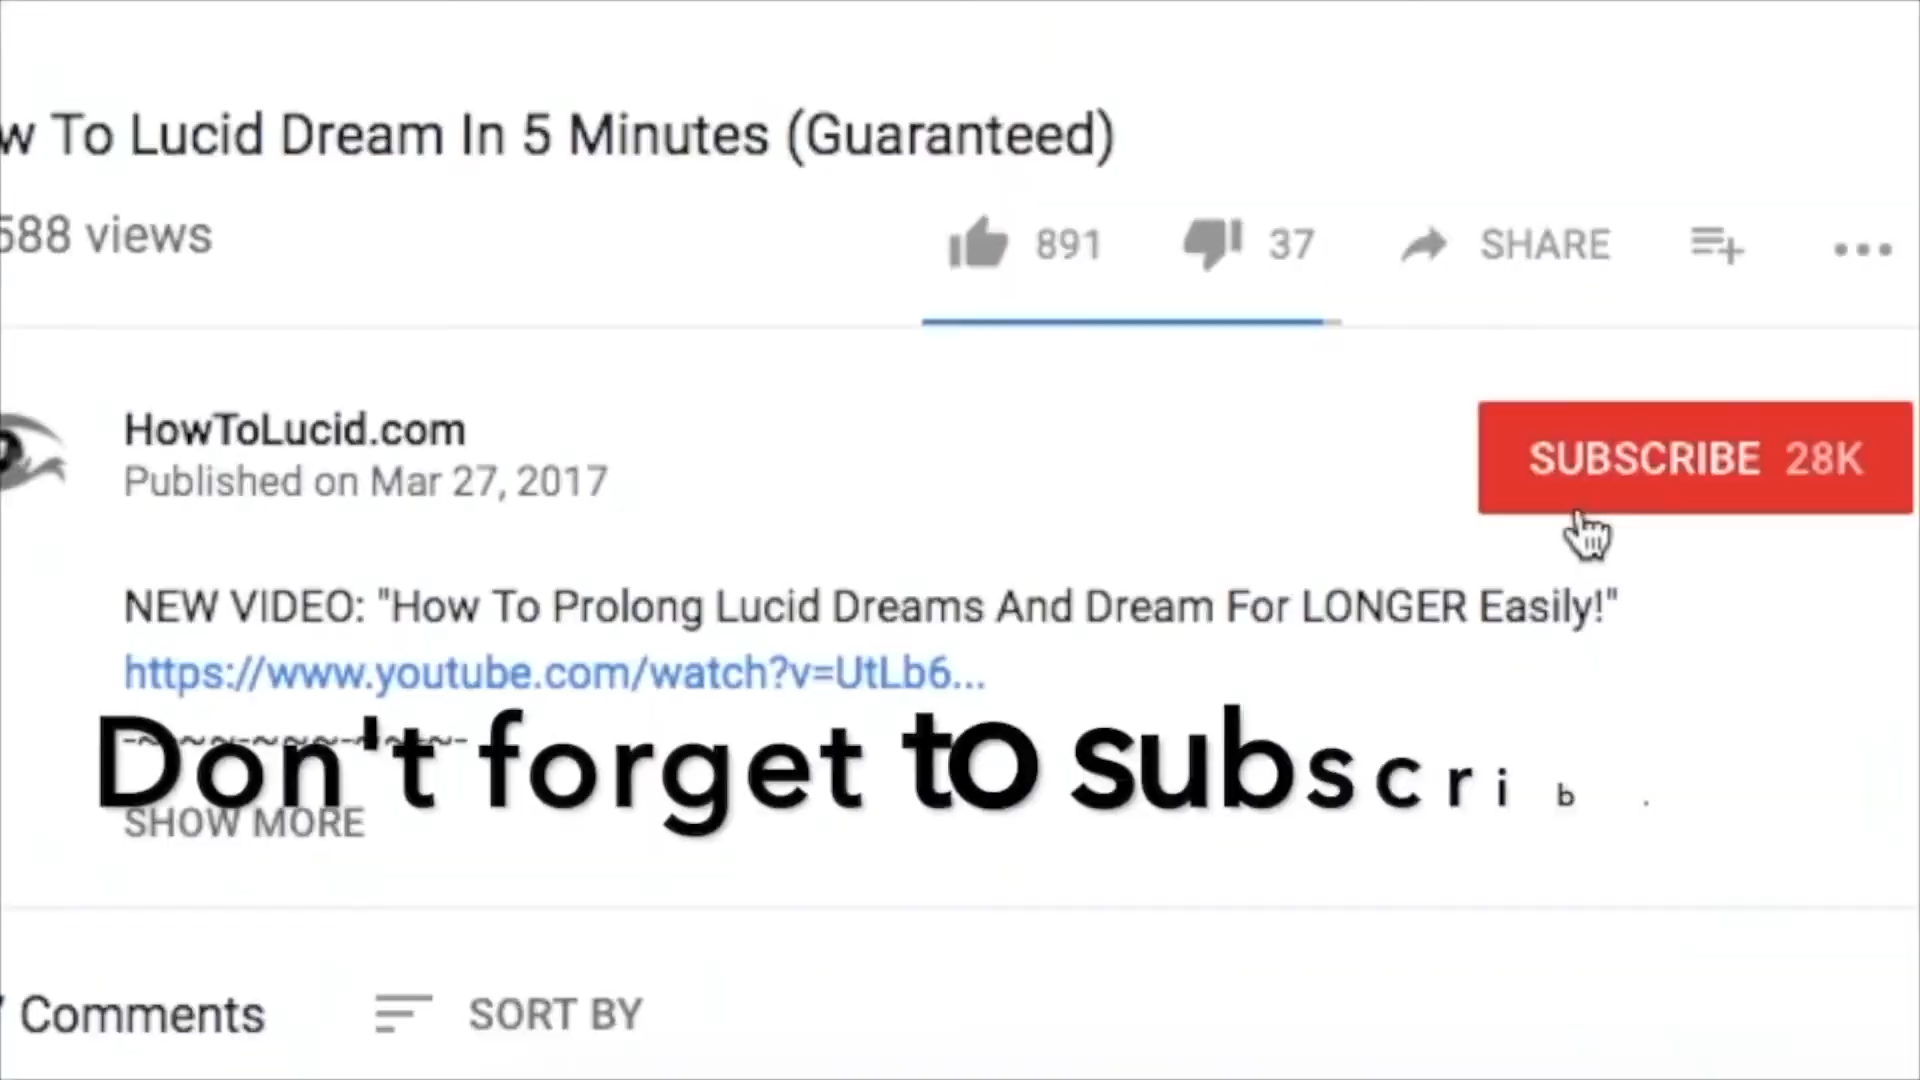 w To Lucid Dream In 5 Minutes (Guaranteed)
588 views
891 37 SHARE
HowToLucid.com
Published on Mar 27, 2017
SUBSCRIBE 28K
NEW VIDEO: "How To Prolong Lucid Dreams And Dream For LONGER Easily!"
https://www.youtube.com/watch?v=UtLb6...
-~~~-~~~-~~~-
Don't forget to subscrib
SHOW MORE
Comments
SORT BY